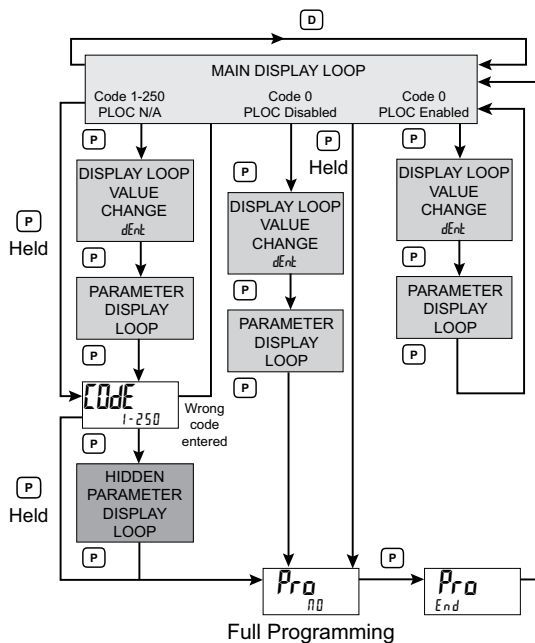 D
MAIN DISPLAY LOOP
Code 1-250
PLOC N/A
Code 0
PLOC Disabled
Code 0
PLOC Enabled
P
P
P
Held
P
P
Held
DISPLAY LOOP
VALUE
CHANGE
dEnt
P
PARAMETER
DISPLAY
LOOP
P
COdE
1-250
Wrong
code
entered
P
P
Held
HIDDEN
PARAMETER
DISPLAY
LOOP
P
DISPLAY LOOP
VALUE
CHANGE
dEnt
P
PARAMETER
DISPLAY
LOOP
P
DISPLAY LOOP
VALUE
CHANGE
dEnt
P
PARAMETER
DISPLAY
LOOP
P
Pro
NO
P
Pro
End
Full Programming